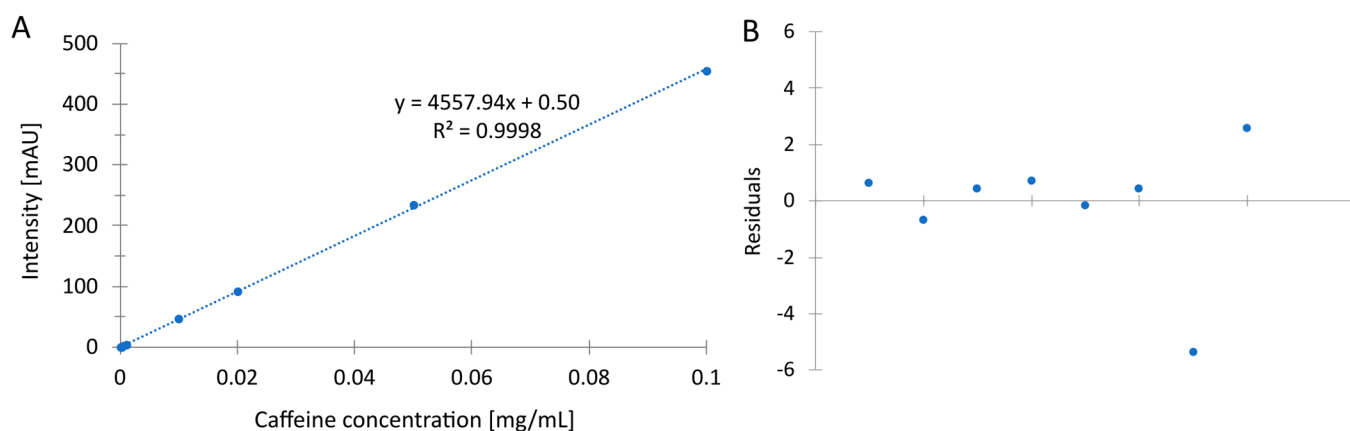 A
500
400
300
200
100
0
Intensity [mAU]
y = 4557.94x + 0.50
R² = 0.9998
0
0.02
0.04
0.06
0.08
0.1
Caffeine concentration [mg/mL]
B
6
4
2
0
-2
-4
-6
Residuals